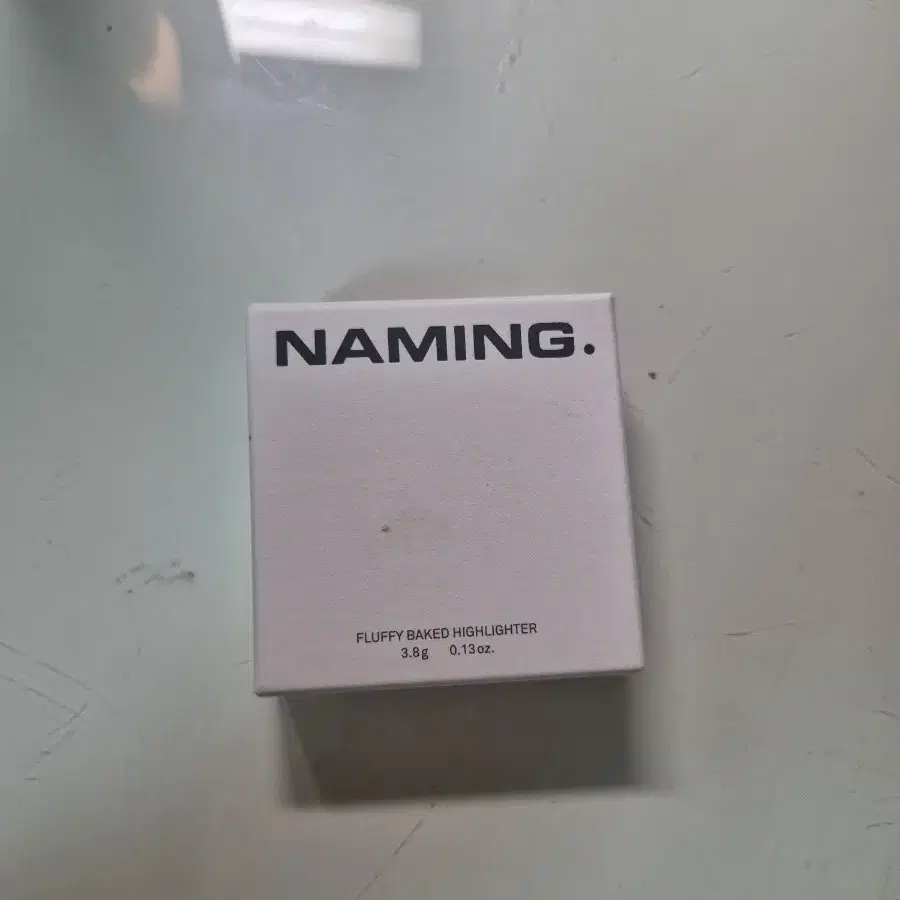 NAMING.
FLUFFY BAKED HIGHLIGHTER
3.8g 0.13oz.